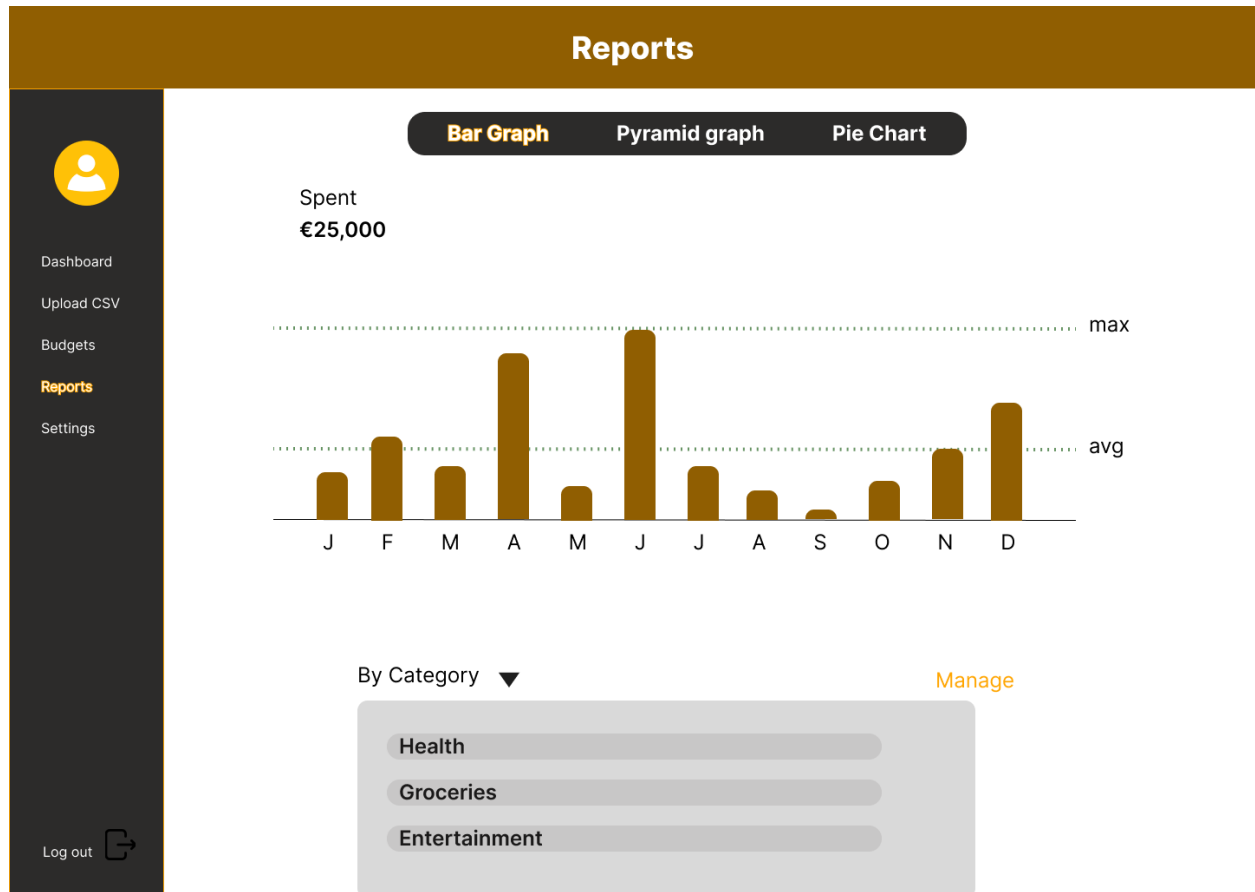 Reports
Bar Graph Pyramid graph Pie Chart
Dashboard
Upload CSV
Budgets
Reports
Settings
Log out
Spent
€25,000
max
avg
J F M A M J J A S O N D
By Category
Manage
Health
Groceries
Entertainment